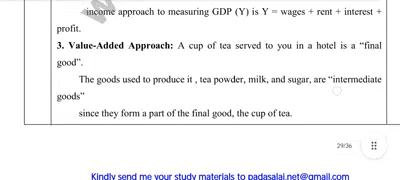 income approach to measuring GDP (Y) is Y = wages + rent + interest +
profit.
3. Value-Added Approach: A cup of tea served to you in a hotel is a “final
good”.
The goods used to produce it , tea powder, milk, and sugar, are “intermediate
goods”
since they form a part of the final good, the cup of tea.
29/36
Kindly send me your study materials to padasalai.net@gmail.com